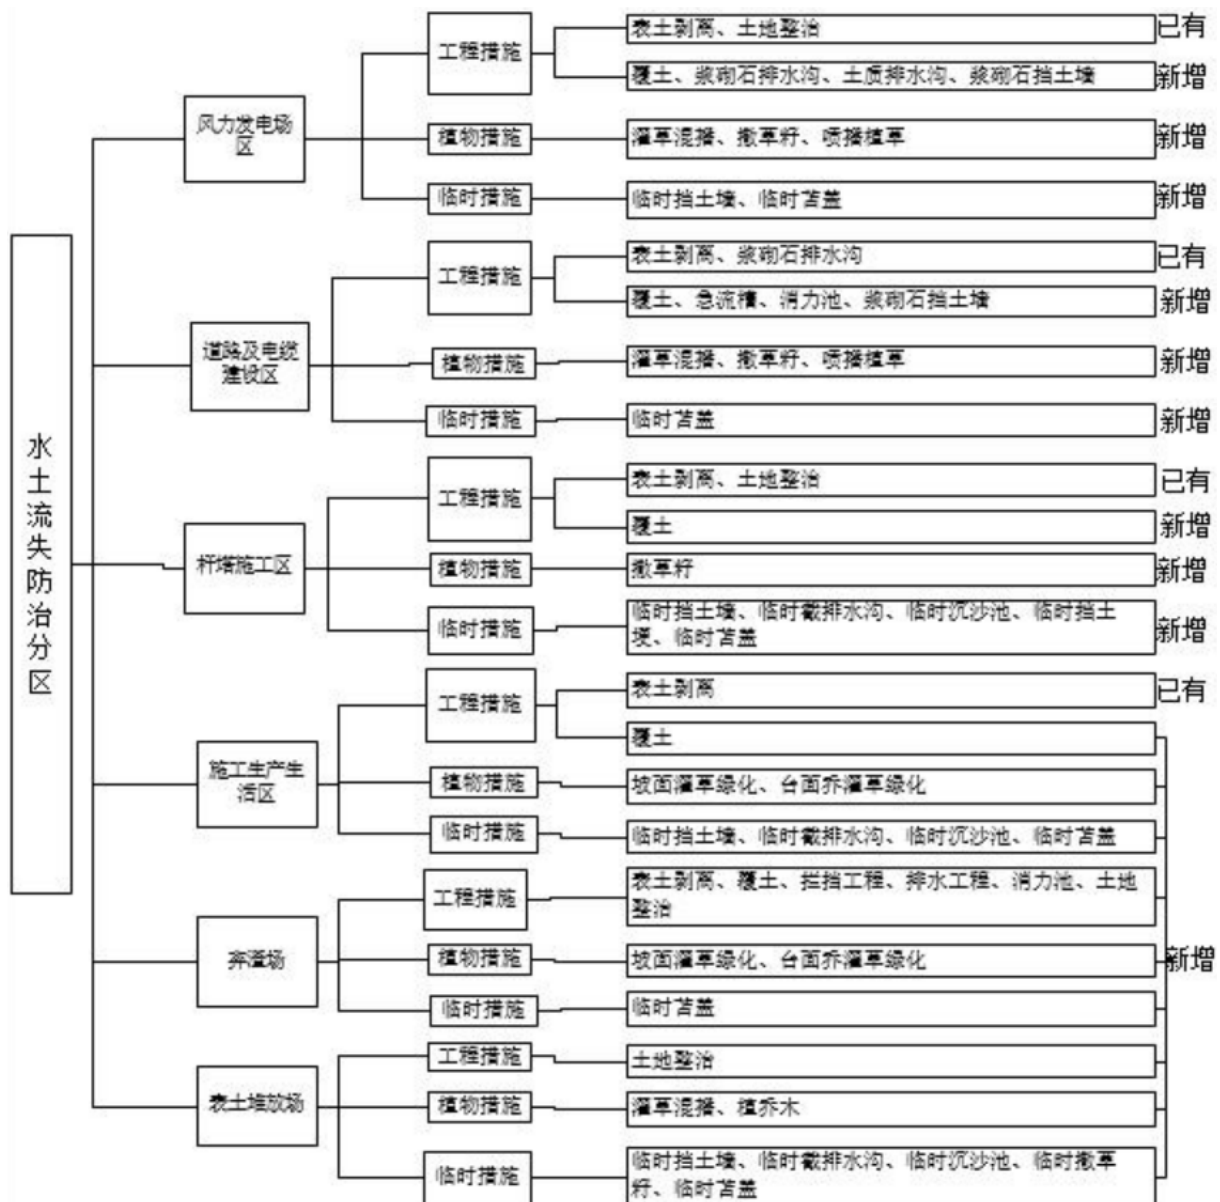 水土流失防治分区
风力发电场
区
工程措施
表土剥离、土地整治
已有
覆土、浆砌石排水沟、土质排水沟、浆砌石挡土墙
新增
植物措施
灌草混播、撒草籽、喷播植草
新增
临时措施
临时挡土墙、临时苫盖
新增
道路及电缆
建设区
工程措施
表土剥离、浆砌石排水沟
已有
覆土、急流槽、消力池、浆砌石挡土墙
新增
植物措施
灌草混播、撒草籽、喷播植草
新增
临时措施
临时苫盖
新增
杆塔施工区
工程措施
表土剥离、土地整治
已有
覆土
新增
植物措施
撒草籽
新增
临时措施
临时挡土墙、临时截排水沟、临时沉沙池、临时挡土
埂、临时苫盖
新增
施工生产生
活区
工程措施
表土剥离
已有
覆土
植物措施
坡面灌草绿化、台面乔灌草绿化
临时措施
临时挡土墙、临时截排水沟、临时沉沙池、临时苫盖
弃渣场
工程措施
表土剥离、覆土、拦挡工程、排水工程、消力池、土地
整治
植物措施
坡面灌草绿化、台面乔灌草绿化
新增
临时措施
临时苫盖
表土堆放场
工程措施
土地整治
植物措施
灌草混播、植乔木
临时措施
临时挡土墙、临时截排水沟、临时沉沙池、临时撒草
籽、临时苫盖